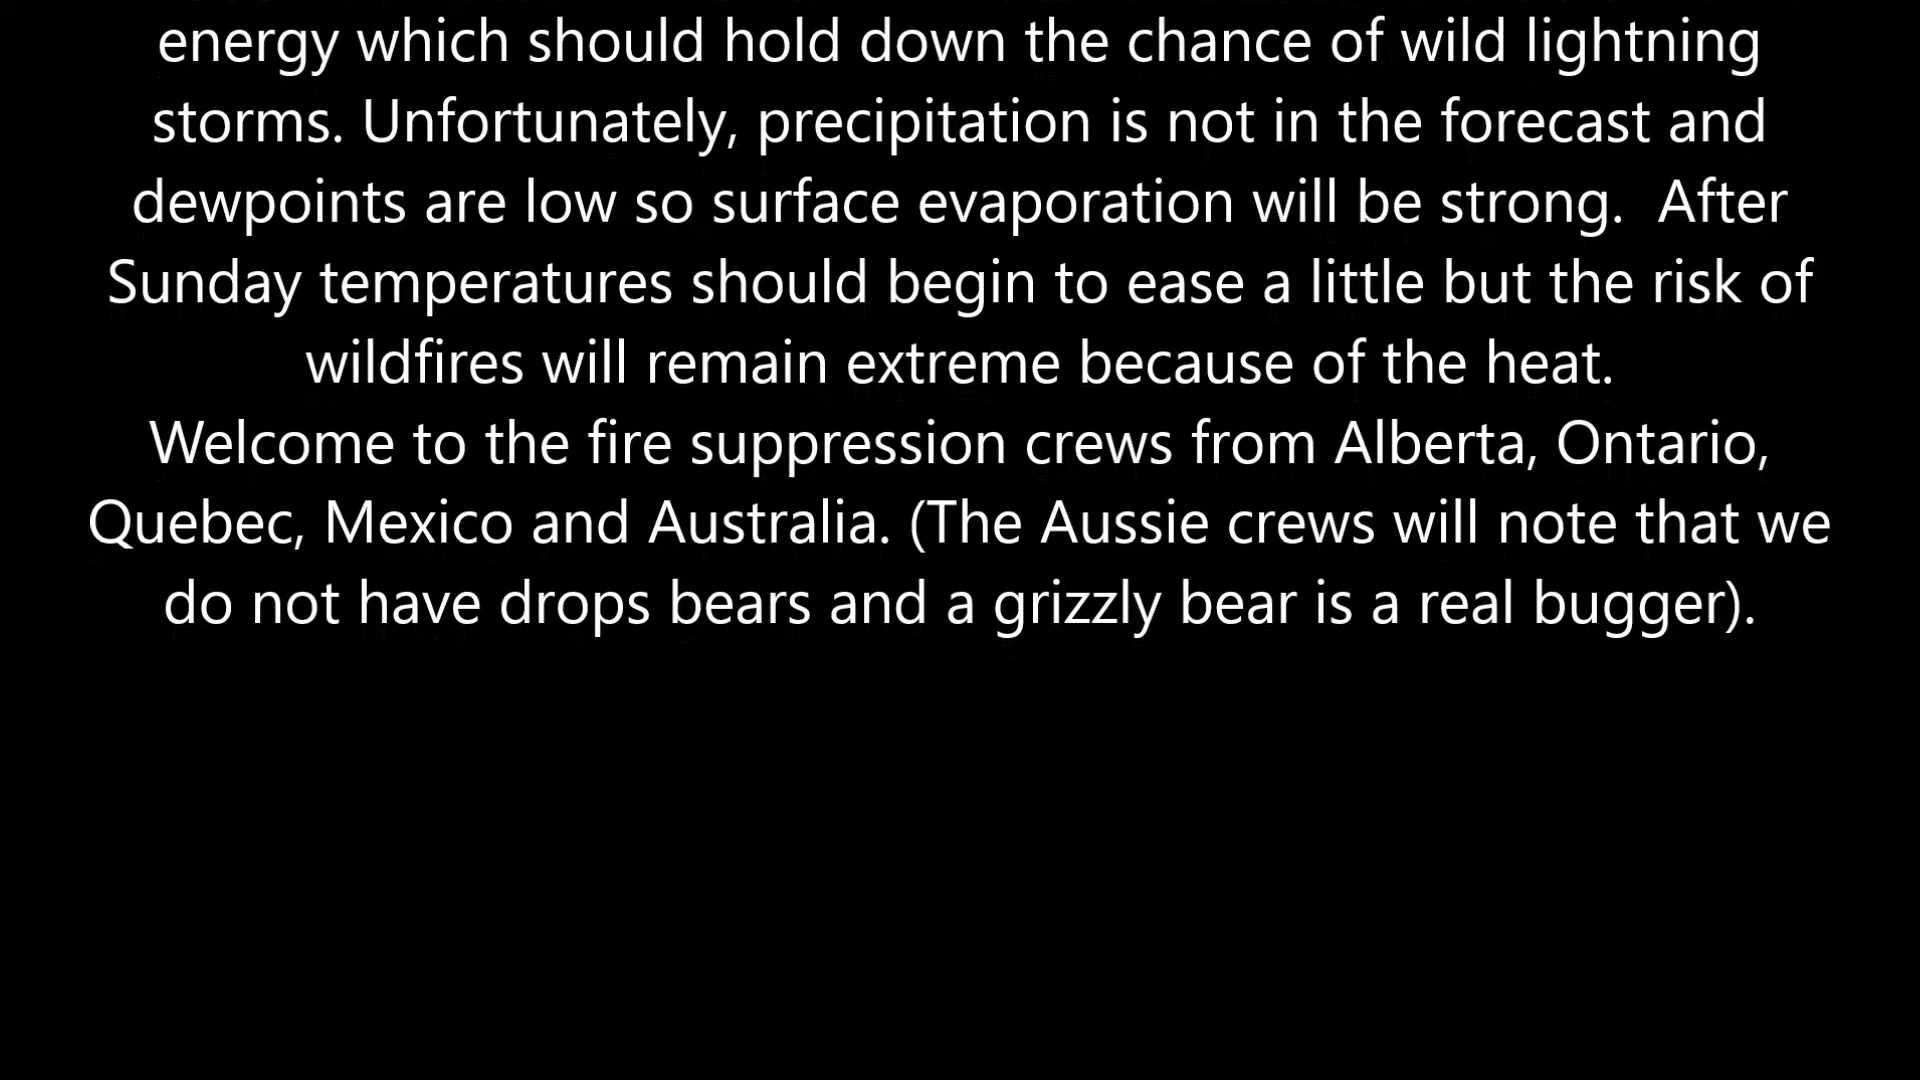 energy which should hold down the chance of wild lightning
storms. Unfortunately, precipitation is not in the forecast and
dewpoints are low so surface evaporation will be strong.  After
Sunday temperatures should begin to ease a little but the risk of
wildfires will remain extreme because of the heat.
Welcome to the fire suppression crews from Alberta, Ontario,
Quebec, Mexico and Australia. (The Aussie crews will note that we
do not have drops bears and a grizzly bear is a real bugger).